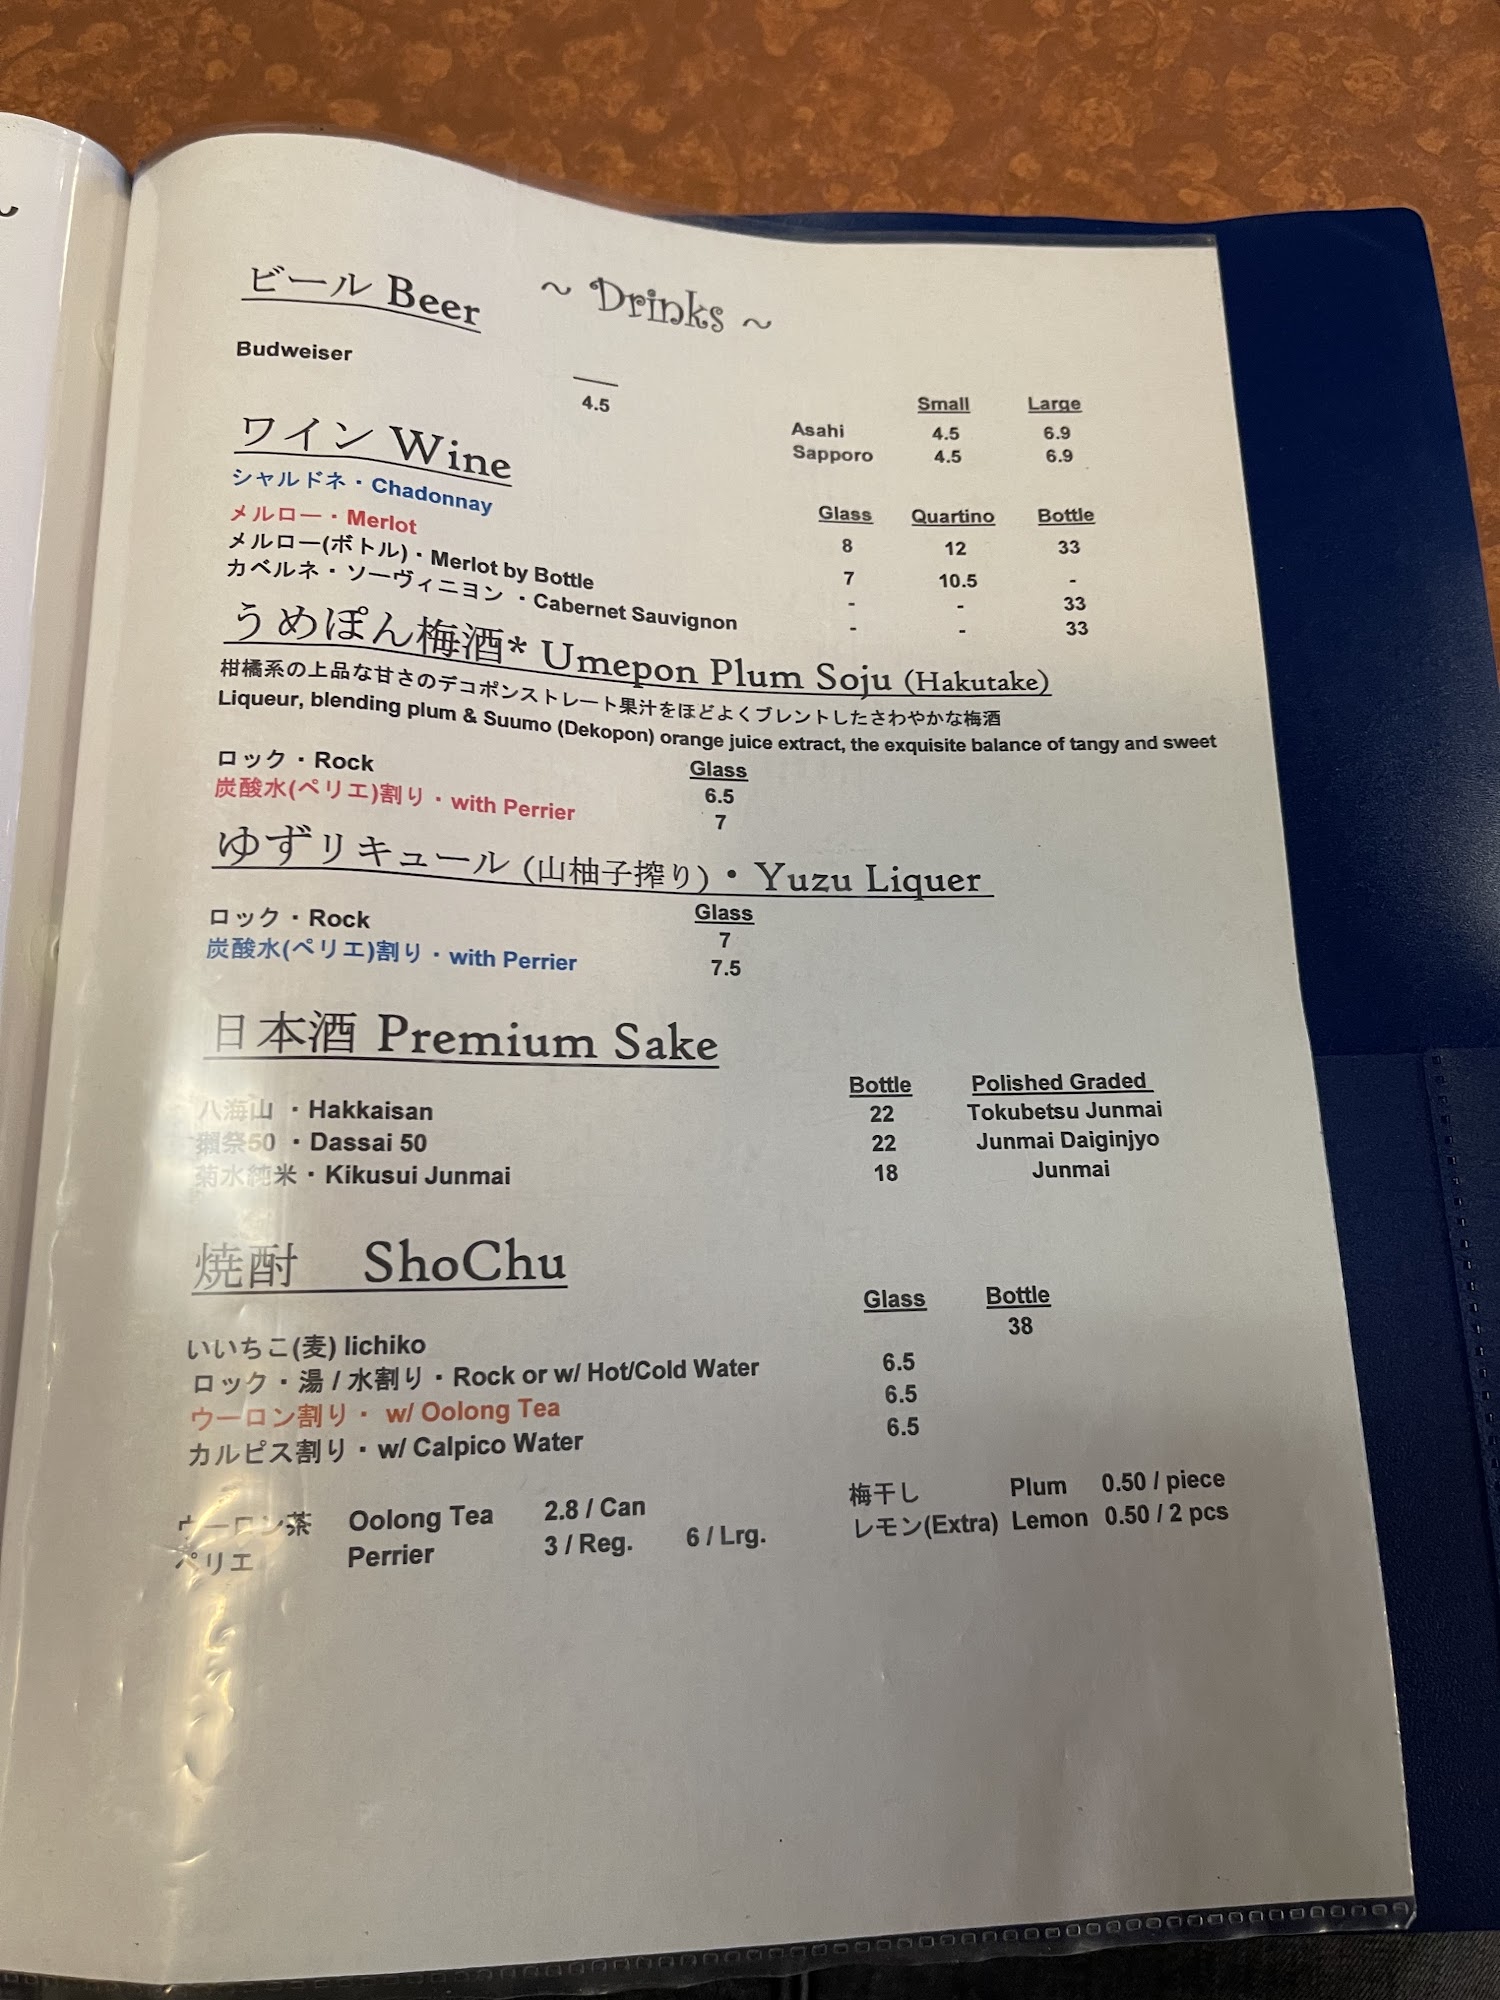 ビール Beer ～ Drinks ～
Budweiser 4.5
Small Large
Asahi 4.5 6.9
Sapporo 4.5 6.9
ワイン Wine
Glass Quartino Bottle
シャルドネ・Chadonnay 8 12 33
メルロー・Merlot 7 10.5 -
メルロー(ボトル)・Merlot by Bottle - - 33
カベルネ・ソーヴィニヨン・Cabernet Sauvignon - - 33
うめぽん梅酒* Umepon Plum Soju (Hakutake)
柑橘系の上品な甘さのデコポンストレート果汁をほどよくブレントしたさわやかな梅酒
Liqueur, blending plum & Suumo (Dekopon) orange juice extract, the exquisite balance of tangy and sweet
Glass
ロック・Rock 6.5
炭酸水(ペリエ)割り・with Perrier 7
ゆずリキュール (山柚子搾り)・Yuzu Liquer
Glass
ロック・Rock 7
炭酸水(ペリエ)割り・with Perrier 7.5
日本酒 Premium Sake
Bottle Polished Graded
八海山 ・Hakkaisan 22 Tokubetsu Junmai
獺祭50 ・Dassai 50 22 Junmai Daiginjyo
菊水純米・Kikusui Junmai 18 Junmai
焼酎 ShoChu
Glass Bottle
いいちこ(麦) Iichiko 38
ロック・湯 / 水割り・Rock or w/ Hot/Cold Water 6.5
ウーロン割り・ w/ Oolong Tea 6.5
カルピス割り・w/ Calpico Water 6.5
ウーロン茶 Oolong Tea 2.8 / Can
ペリエ Perrier 3 / Reg. 6 / Lrg.
梅干し Plum 0.50 / piece
レモン(Extra) Lemon 0.50 / 2 pcs